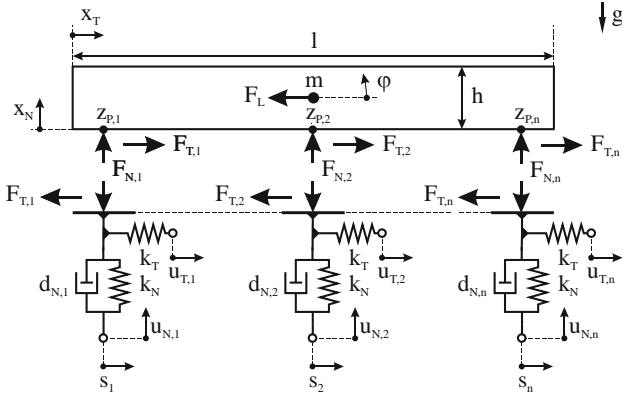 x_T
l
g
m
φ
F_L
h
x_N
z_P,1
z_P,2
z_P,n
F_T,1
F_T,2
F_T,n
F_N,1
F_N,2
F_N,n
F_T,1
F_T,2
F_T,n
k_T
k_T
k_T
u_T,1
u_T,2
u_T,n
d_N,1
k_N
d_N,2
k_N
d_N,n
k_N
u_N,1
u_N,2
u_N,n
s_1
s_2
s_n